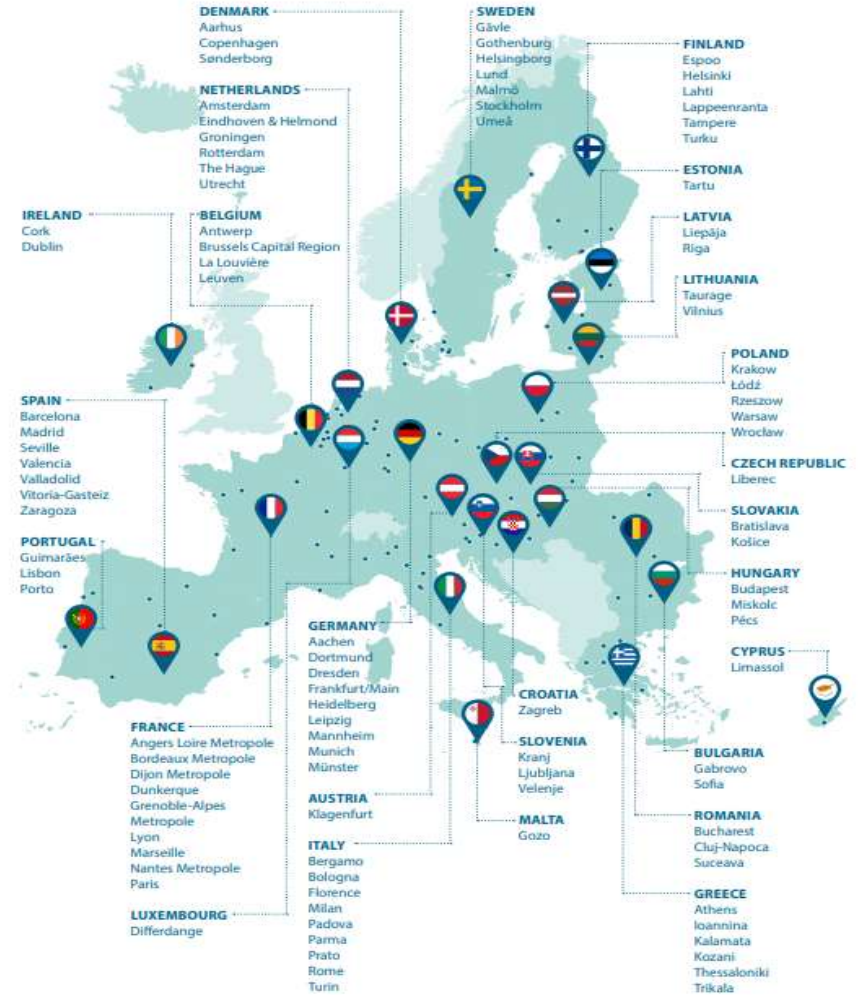 DENMARK
Aarhus
Copenhagen
Sønderborg
SWEDEN
Gävle
Gothenburg
Helsingborg
Lund
Malmö
Stockholm
Umeå
FINLAND
Espoo
Helsinki
Lahti
Lappeenranta
Tampere
Turku
NETHERLANDS
Amsterdam
Eindhoven & Helmond
Groningen
Rotterdam
The Hague
Utrecht
ESTONIA
Tartu
IRELAND
Cork
Dublin
BELGIUM
Antwerp
Brussels Capital Region
La Louvière
Leuven
LATVIA
Liepāja
Riga
LITHUANIA
Taurage
Vilnius
POLAND
Krakow
Łódź
Rzeszow
Warsaw
Wrocław
SPAIN
Barcelona
Madrid
Seville
Valencia
Valladolid
Vitoria-Gasteiz
Zaragoza
CZECH REPUBLIC
Liberec
SLOVAKIA
Bratislava
Košice
PORTUGAL
Guimarães
Lisbon
Porto
HUNGARY
Budapest
Miskolc
Pécs
GERMANY
Aachen
Dortmund
Dresden
Frankfurt/Main
Heidelberg
Leipzig
Mannheim
Munich
Münster
CYPRUS
Limassol
CROATIA
Zagreb
FRANCE
Angers Loire Metropole
Bordeaux Metropole
Dijon Metropole
Dunkerque
Grenoble-Alpes
Metropole
Lyon
Marseille
Nantes Metropole
Paris
SLOVENIA
Kranj
Ljubljana
Velenje
BULGARIA
Gabrovo
Sofia
AUSTRIA
Klagenfurt
MALTA
Gozo
ROMANIA
Bucharest
Cluj-Napoca
Suceava
ITALY
Bergamo
Bologna
Florence
Milan
Padova
Parma
Prato
Rome
Turin
GREECE
Athens
Ioannina
Kalamata
Kozani
Thessaloniki
Trikala
LUXEMBOURG
Differdange